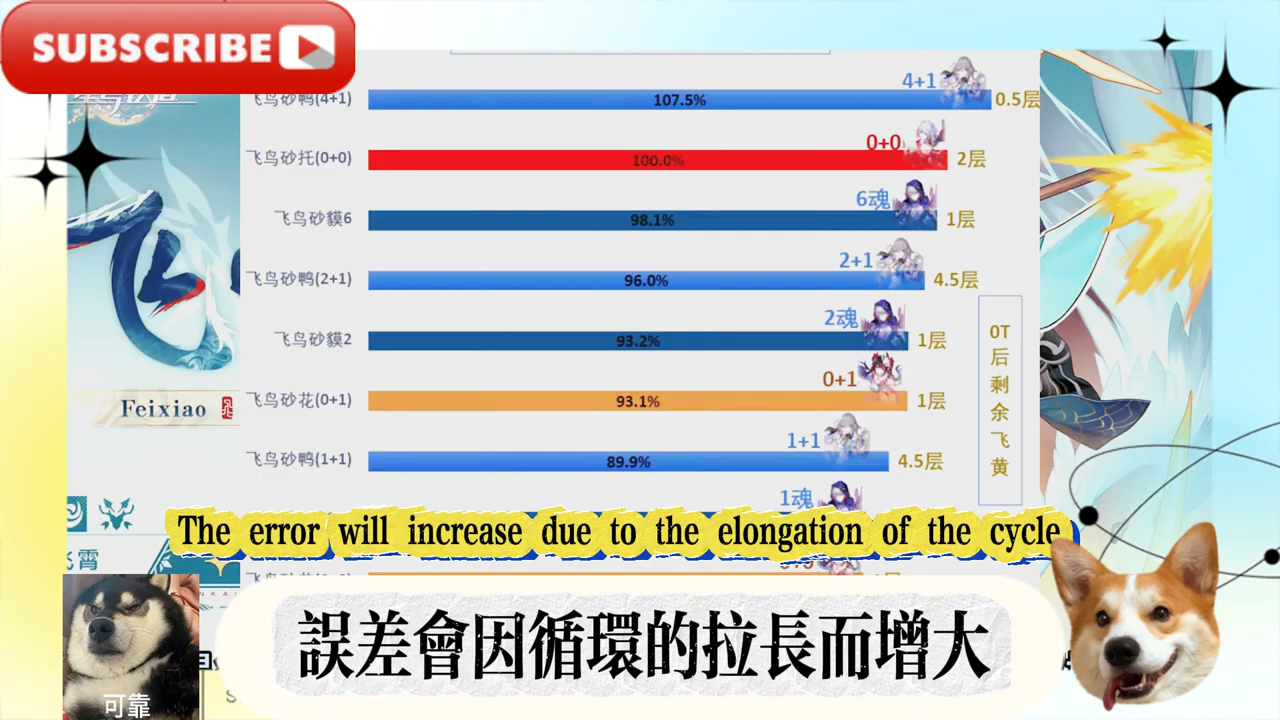 SUBSCRIBE
飞鸟砂鸭(4+1) 107.5% 4+1 0.5层
飞鸟砂托(0+0) 100.0% 0+0 2层
飞鸟砂貘6 98.1% 6魂 1层
飞鸟砂鸭(2+1) 96.0% 2+1 4.5层
飞鸟砂貘2 93.2% 2魂 1层
飞鸟砂花(0+1) 93.1% 0+1 1层
飞鸟砂鸭(1+1) 89.9% 1+1 4.5层
1魂
0T
后
剩
余
飞
黄
Feixiao
飞霄
The error will increase due to the elongation of the cycle
誤差會因循環的拉長而增大
可靠